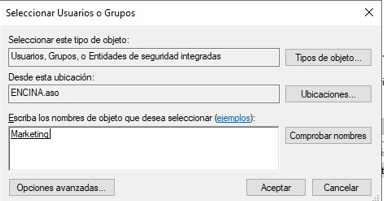 Seleccionar Usuarios o Grupos
Seleccionar este tipo de objeto:
Usuarios, Grupos, o Entidades de seguridad integradas
Tipos de objeto...
Desde esta ubicación:
ENCINA.aso
Ubicaciones...
Escriba los nombres de objeto que desea seleccionar (ejemplos):
Marketing
Comprobar nombres
Opciones avanzadas...
Aceptar
Cancelar